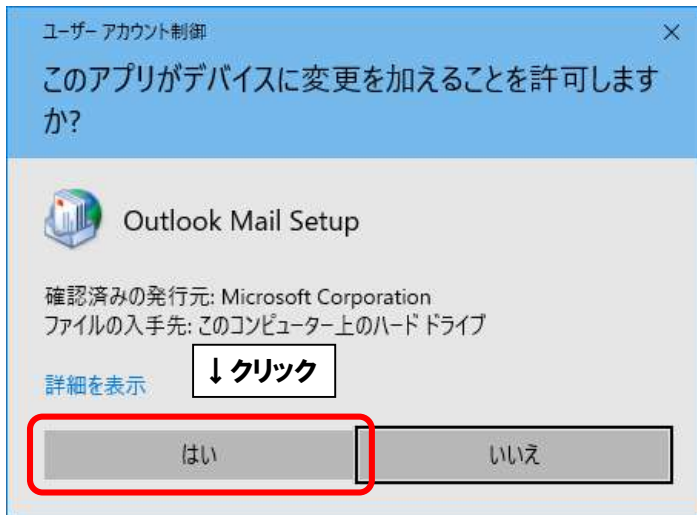 ユーザー アカウント制御
このアプリがデバイスに変更を加えることを許可します
か?
Outlook Mail Setup
確認済みの発行元: Microsoft Corporation
ファイルの入手先: このコンピューター上のハード ドライブ
↓クリック
詳細を表示
はい
いいえ